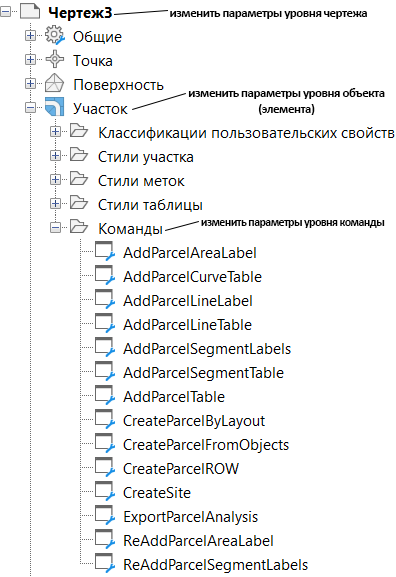 Чертеж3 изменить параметры уровня чертежа
Общие
Точка
Поверхность
Участок изменить параметры уровня объекта
(элемента)
Классификации пользовательских свойств
Стили участка
Стили меток
Стили таблицы
Команды изменить параметры уровня команды
AddParcelAreaLabel
AddParcelCurveTable
AddParcelLineLabel
AddParcelLineTable
AddParcelSegmentLabels
AddParcelSegmentTable
AddParcelTable
CreateParcelByLayout
CreateParcelFromObjects
CreateParcelROW
CreateSite
ExportParcelAnalysis
ReAddParcelAreaLabel
ReAddParcelSegmentLabels